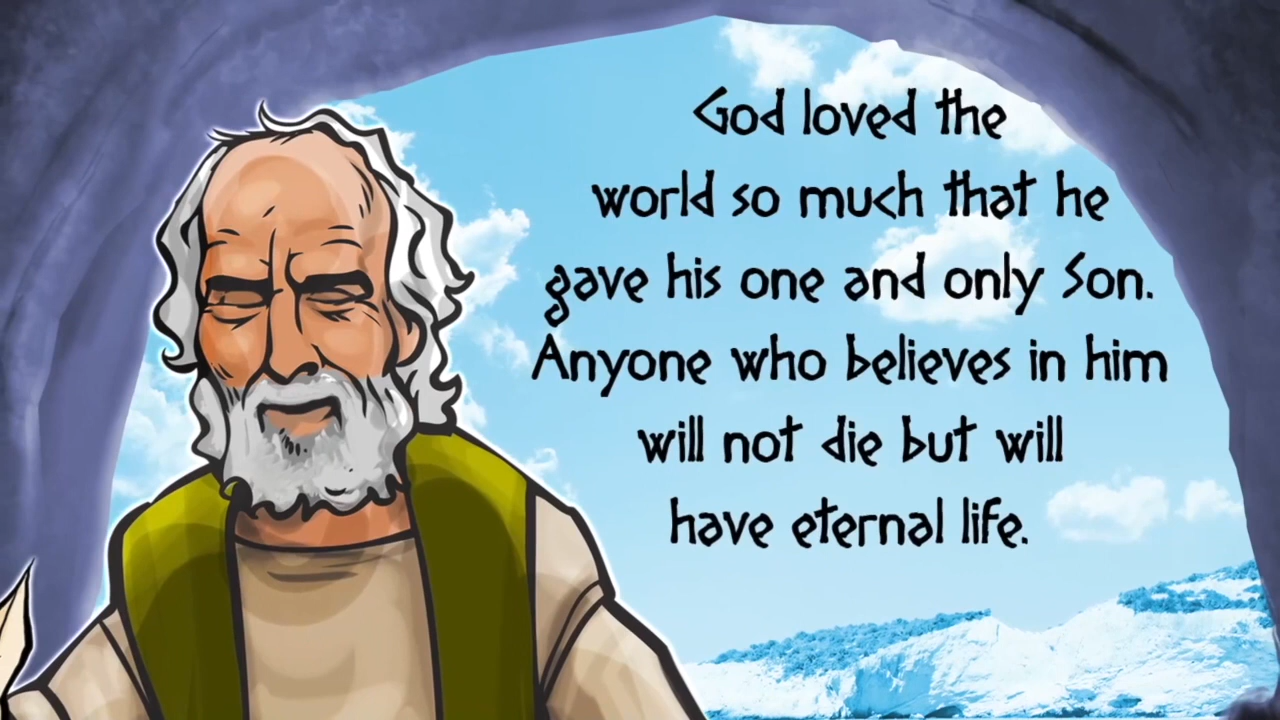 God loved the
world so much that he
gave his one and only Son.
Anyone who believes in him
will not die but will
have eternal life.